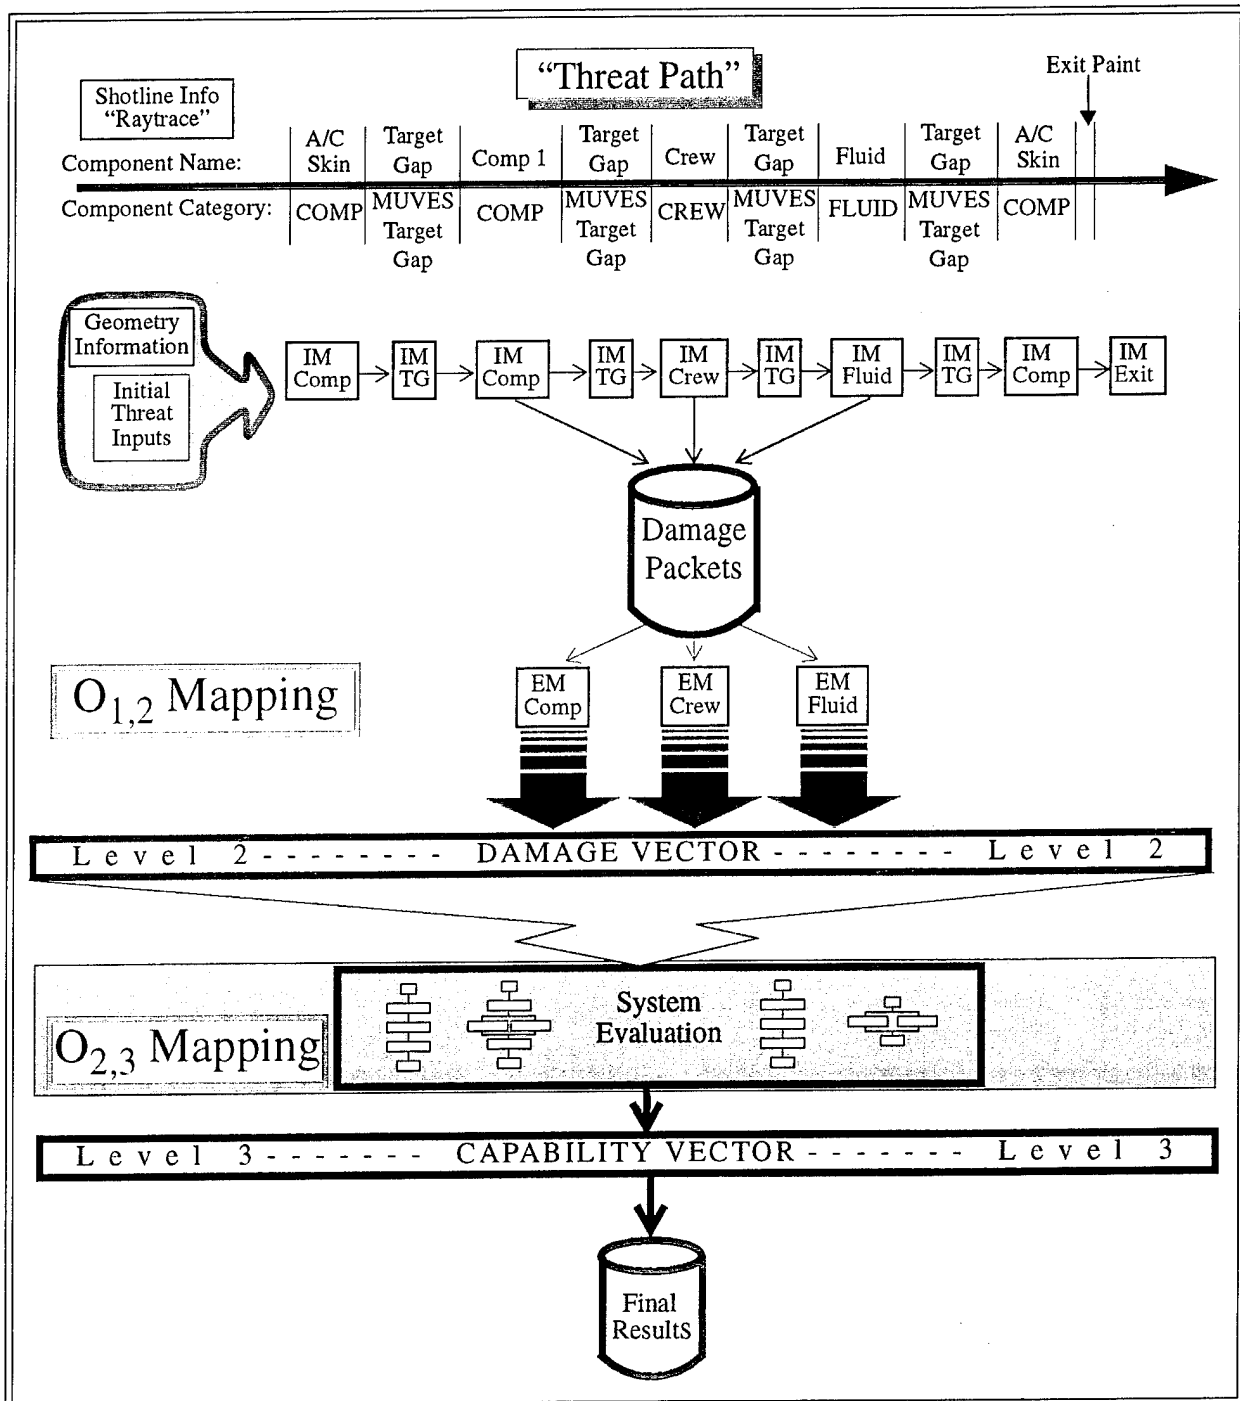 "Threat Path"
Exit Paint
Shotline Info
"Raytrace"
Component Name:
A/C
Skin
Target
Gap
Comp 1
Target
Gap
Crew
Target
Gap
Fluid
Target
Gap
A/C
Skin
Component Category:
COMP
MUVES
Target
Gap
COMP
MUVES
Target
Gap
CREW
MUVES
Target
Gap
FLUID
MUVES
Target
Gap
COMP
Geometry
Information
Initial
Threat
Inputs
IM
Comp
IM
TG
IM
Comp
IM
TG
IM
Crew
IM
TG
IM
Fluid
IM
TG
IM
Comp
IM
Exit
Damage
Packets
O1,2 Mapping
EM
Comp
EM
Crew
EM
Fluid
Level 2 - - - - - - - - DAMAGE VECTOR - - - - - - - - Level 2
O2,3 Mapping
System
Evaluation
Level 3 - - - - - - - CAPABILITY VECTOR - - - - - - - Level 3
Final
Results